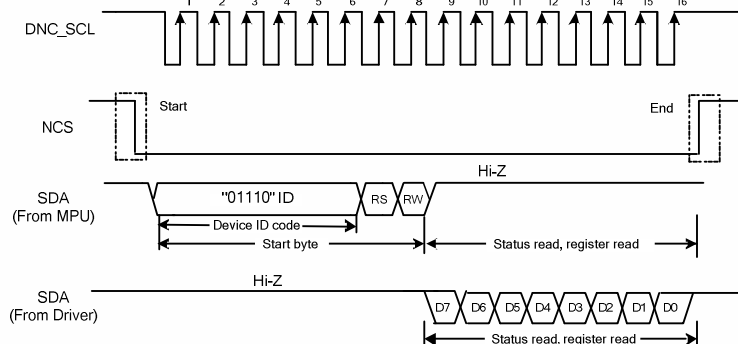 1 2 3 4 5 6 7 8 9 10 11 12 13 14 15 16
DNC_SCL
Start
End
NCS
Hi-Z
SDA
(From MPU)
"01110" ID
RS
RW
Device ID code
Start byte
Status read, register read
Hi-Z
SDA
(From Driver)
D7 D6 D5 D4 D3 D2 D1 D0
Status read, register read